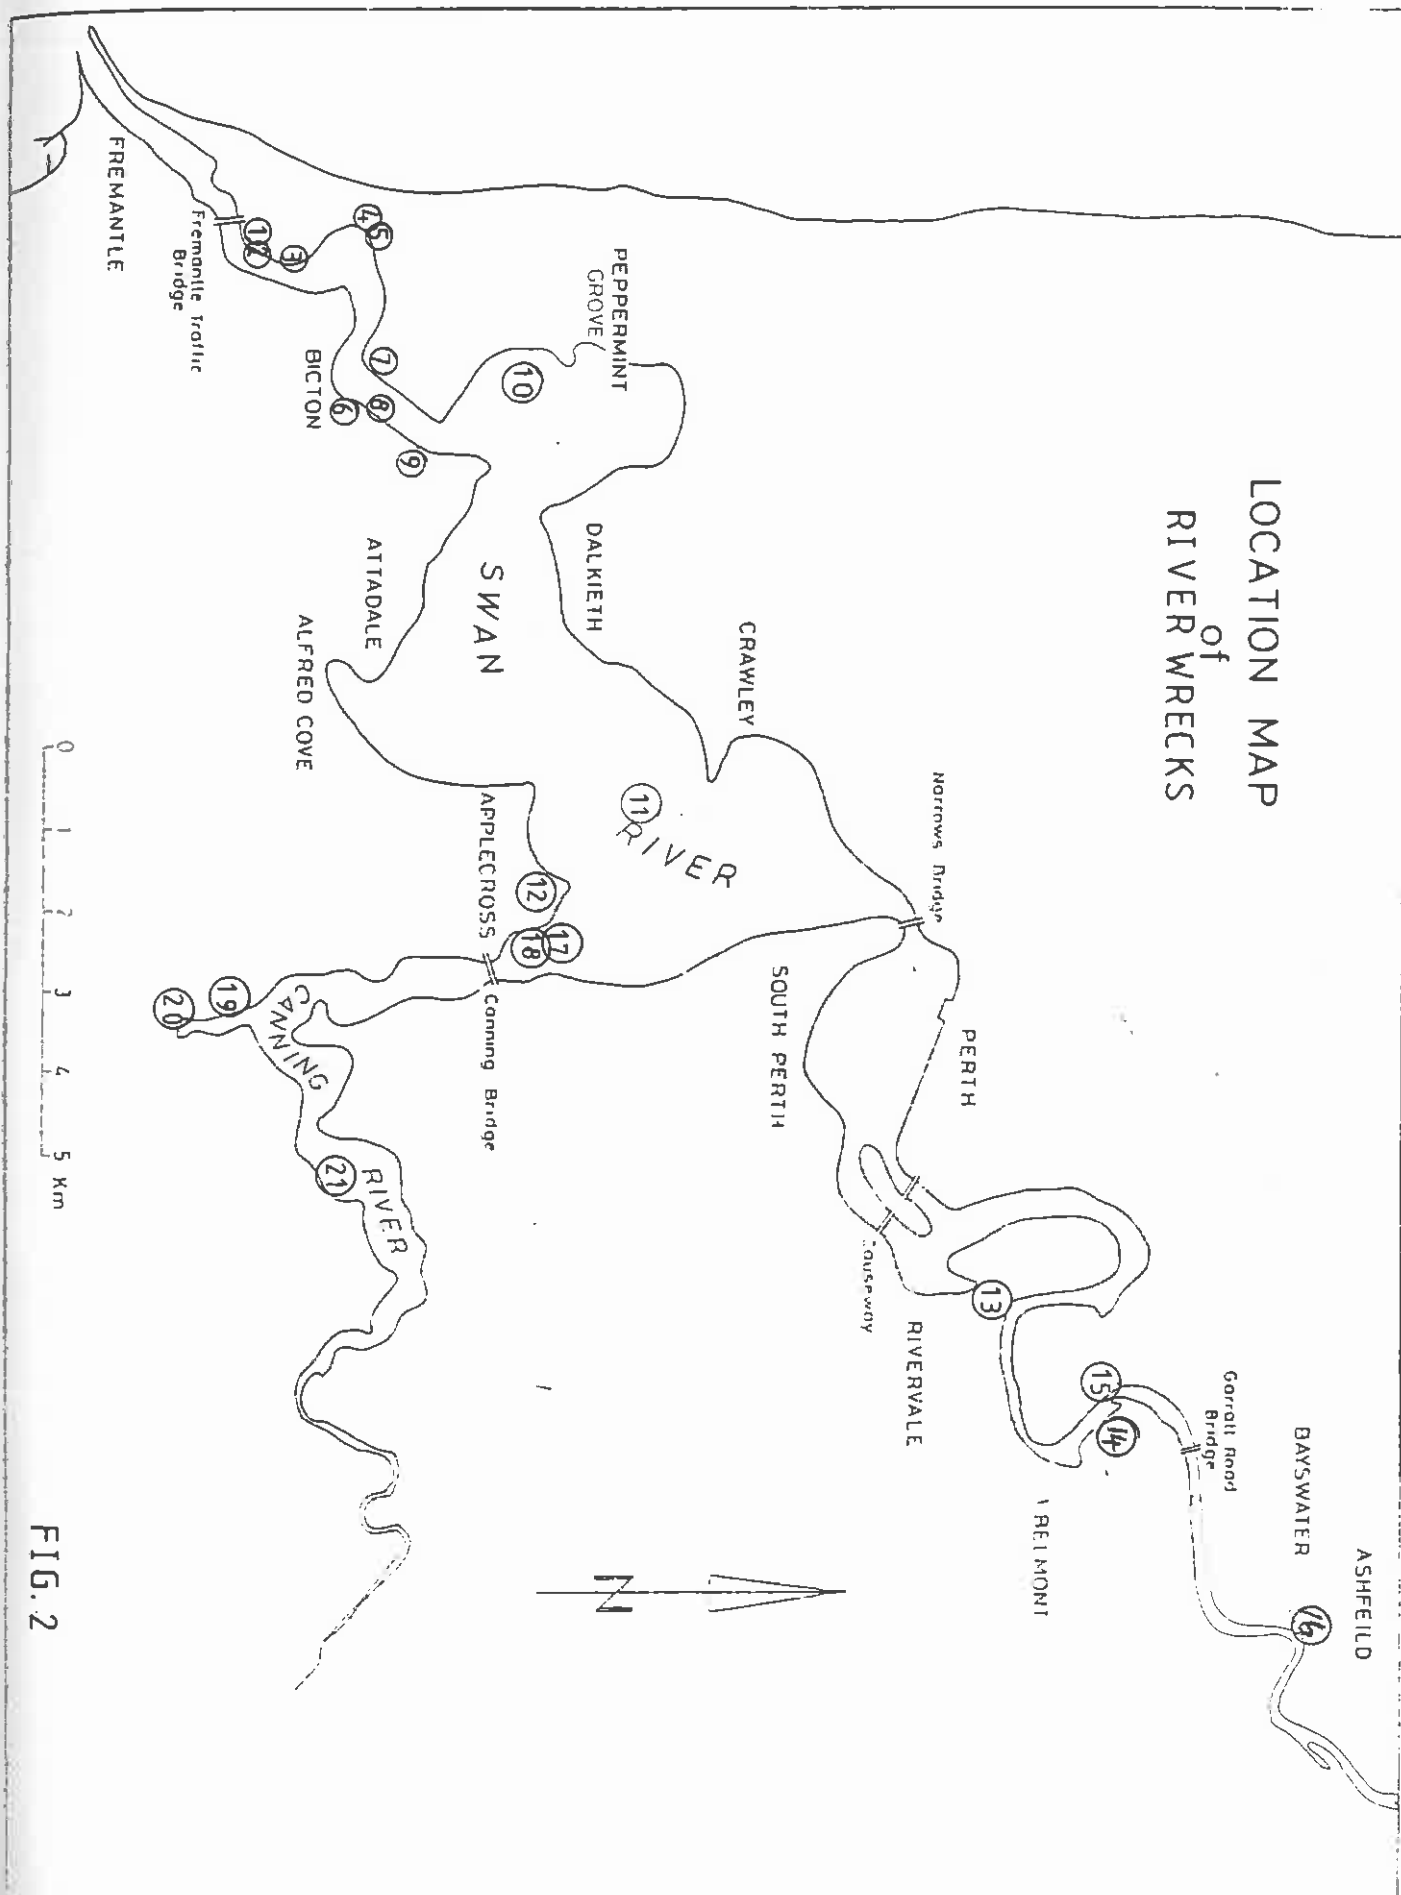 LOCATION MAP
of
RIVER WRECKS
ASHFEILD
BAYSWATER
16
Garratt Road
Bridge
14
15
13
RIVERVALE
PERTH
Narrows Bridge
SOUTH PERTH
CRAWLEY
DALKIETH
PEPPERMINT
GROVE
SWAN
RIVER
11
10
12
17
18
APPLECROSS
Canning Bridge
4
5
7
8
6
9
3
1
2
FREMANTLE
Fremantle Traffic
Bridge
BICTON
ATTADALE
ALFRED COVE
CANNING
RIVER
21
19
20
0 1 2 3 4 5 Km
N
FIG. 2